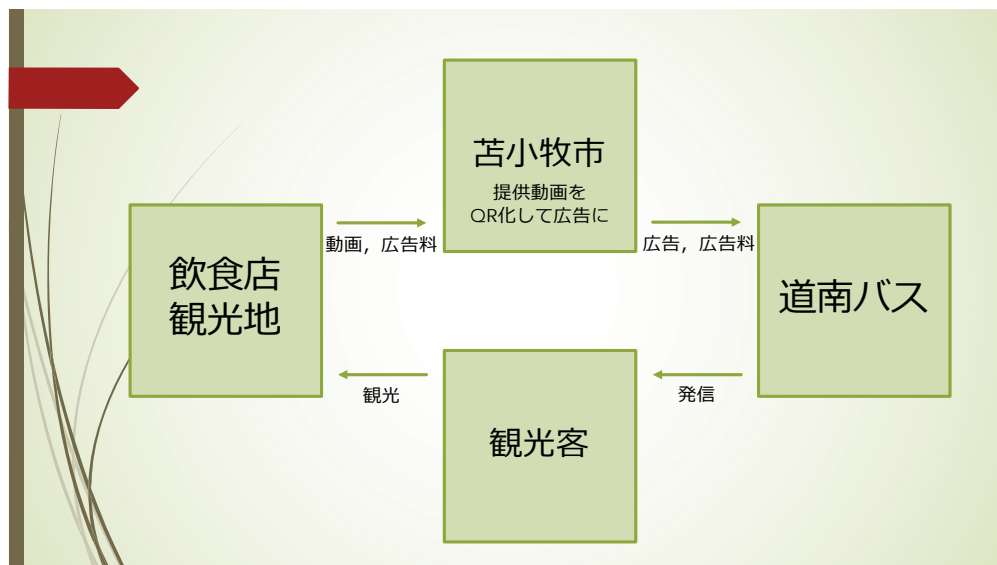 苫小牧市
提供動画を
QR化して広告に
動画，広告料
広告，広告料
飲食店
観光地
道南バス
観光
発信
観光客